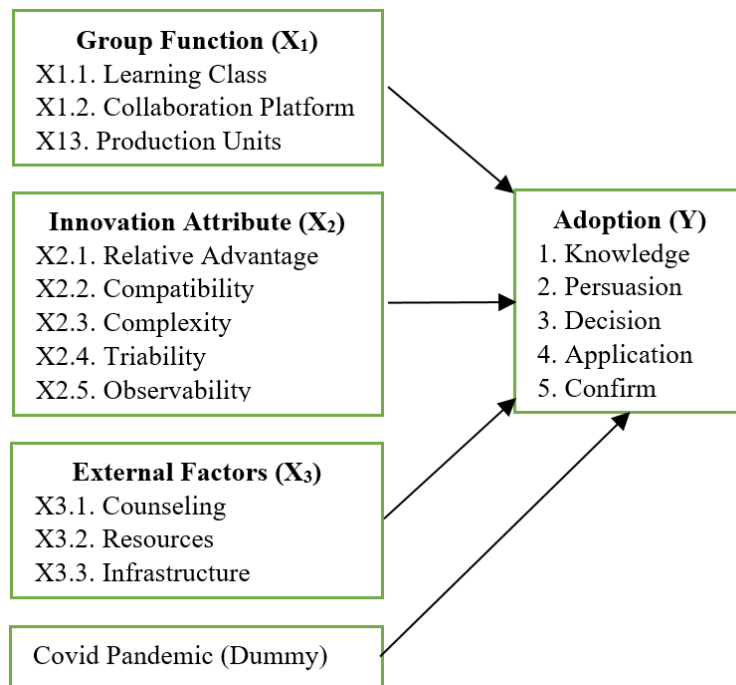 Group Function (X₁)
X1.1. Learning Class
X1.2. Collaboration Platform
X13. Production Units
Innovation Attribute (X₂)
X2.1. Relative Advantage
X2.2. Compatibility
X2.3. Complexity
X2.4. Triability
X2.5. Observability
External Factors (X₃)
X3.1. Counseling
X3.2. Resources
X3.3. Infrastructure
Covid Pandemic (Dummy)
Adoption (Y)
1. Knowledge
2. Persuasion
3. Decision
4. Application
5. Confirm